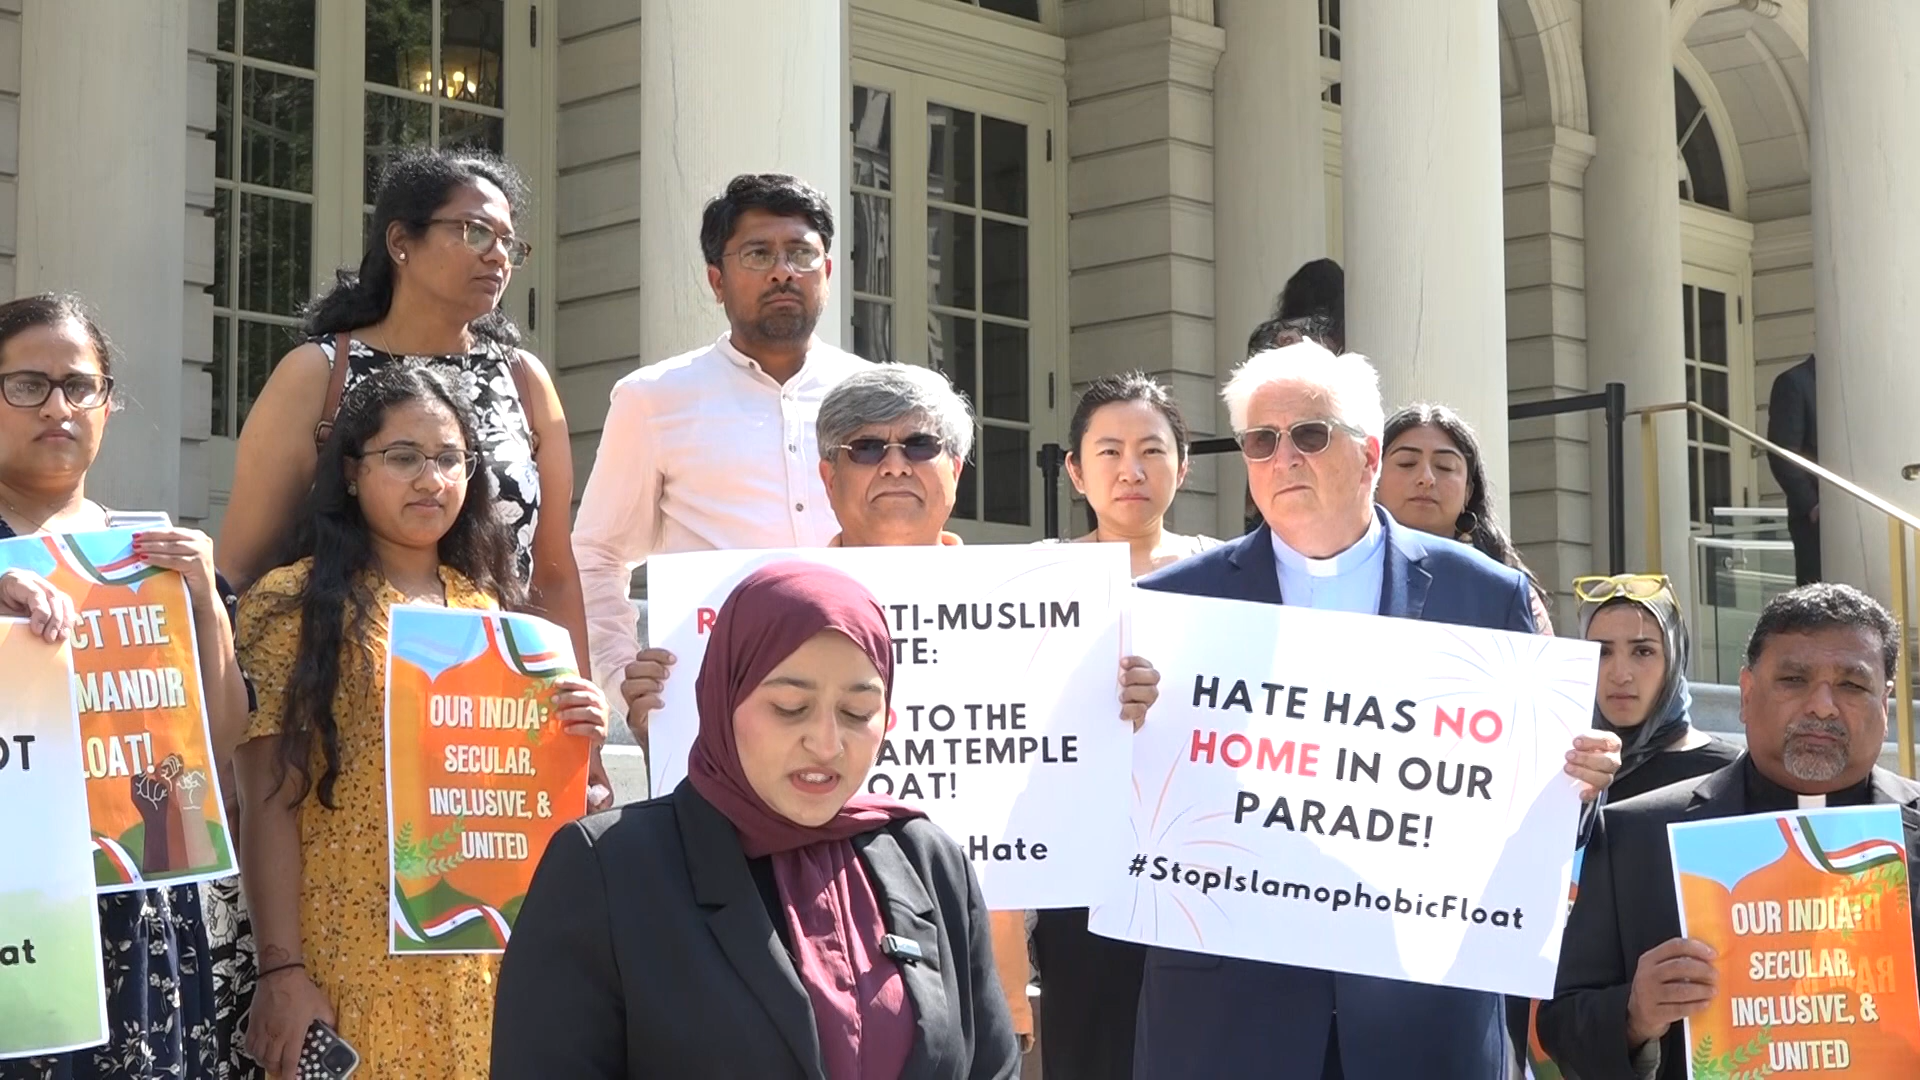 CT THE
MANDIR
LOAT!
OT
at
OUR INDIA:
SECULAR,
INCLUSIVE, &
UNITED
R
TI-MUSLIM
TE:
TO THE
AM TEMPLE
OAT!
Hate
HATE HAS NO
HOME IN OUR
PARADE!
#StopIslamophobicFloat
OUR INDIA:
SECULAR,
INCLUSIVE, &
UNITED